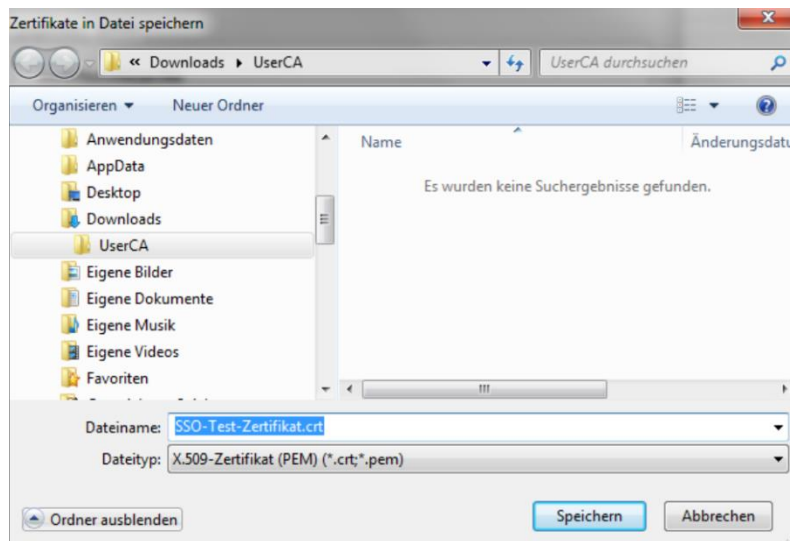 Zertifikate in Datei speichern
« Downloads UserCA
UserCA durchsuchen
Organisieren
Neuer Ordner
Anwendungsdaten
AppData
Desktop
Downloads
UserCA
Eigene Bilder
Eigene Dokumente
Eigene Musik
Eigene Videos
Favoriten
Name
Änderungsdatu
Es wurden keine Suchergebnisse gefunden.
Dateiname: SSO-Test-Zertifikat.crt
Dateityp: X.509-Zertifikat (PEM) (*.crt;*.pem)
Ordner ausblenden
Speichern
Abbrechen